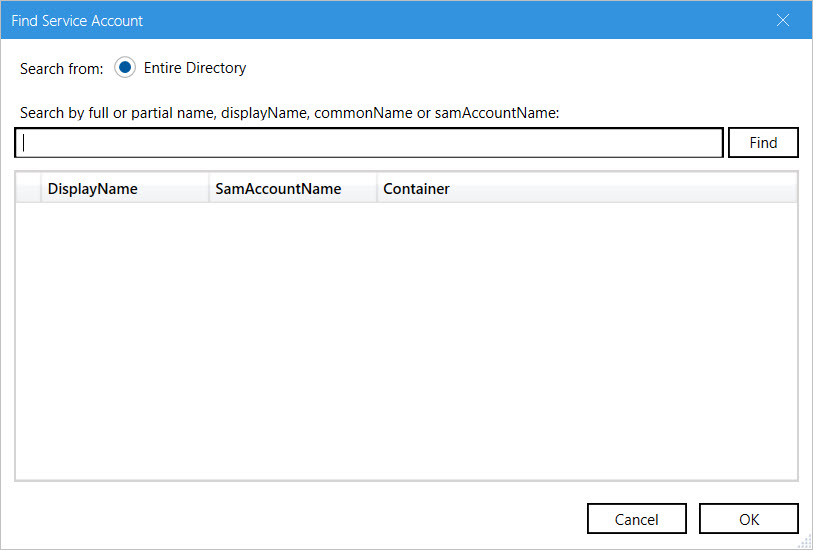 Find Service Account
Search from: Entire Directory
Search by full or partial name, displayName, commonName or samAccountName:
Find
DisplayName SamAccountName Container
Cancel OK